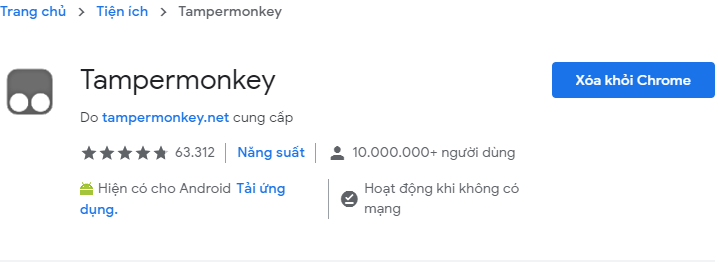 Trang chủ > Tiện ích > Tampermonkey
Tampermonkey
Xóa khỏi Chrome
Do tampermonkey.net cung cấp
63.312 | Năng suất | 10.000.000+ người dùng
Hiện có cho Android Tải ứng
dụng.
Hoạt động khi không có
mạng